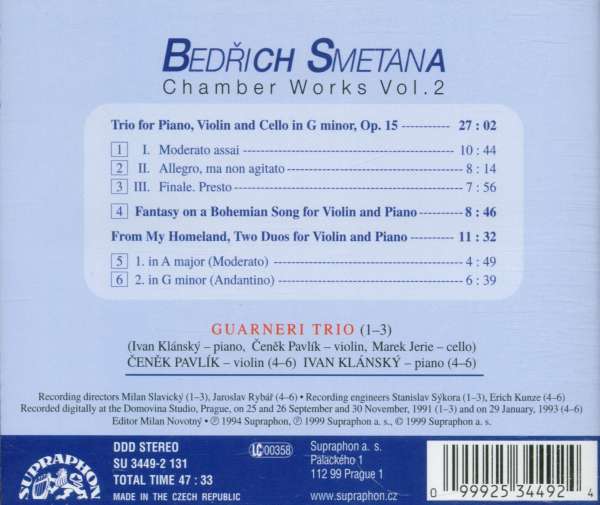 BEDŘICH SMETANA
Chamber Works Vol.2
Trio for Piano, Violin and Cello in G minor, Op. 15 ----------- 27 : 02
1 I. Moderato assai ----------- 10 : 44
2 II. Allegro, ma non agitato ----------- 8 : 14
3 III. Finale. Presto ----------- 7 : 56
4 Fantasy on a Bohemian Song for Violin and Piano ----------- 8 : 46
From My Homeland, Two Duos for Violin and Piano ----------- 11 : 32
5 1. in A major (Moderato) ----------- 4 : 49
6 2. in G minor (Andantino) ----------- 6 : 39
GUARNERI TRIO (1–3)
(Ivan Klánský – piano, Čeněk Pavlík – violin, Marek Jerie – cello)
ČENĚK PAVLÍK – violin (4–6) IVAN KLÁNSKÝ – piano (4–6)
Recording directors Milan Slavický (1–3), Jaroslav Rybář (4–6) • Recording engineers Stanislav Sýkora (1–3), Erich Kunze (4–6)
Recorded digitally at the Domovina Studio, Prague, on 25 and 26 September and 30 November, 1991 (1–3) and on 29 January, 1993 (4–6)
Editor Milan Novotný • ℗ 1994 Supraphon, ℗ 1999 Supraphon a. s., © 1999 Supraphon a. s.
SUPRAPHON
DDD STEREO
SU 3449-2 131
TOTAL TIME 47 : 33
MADE IN THE CZECH REPUBLIC
LC 00358
Supraphon a. s.
Palackého 1
112 99 Prague 1
www.supraphon.cz
0 99925 34492 4